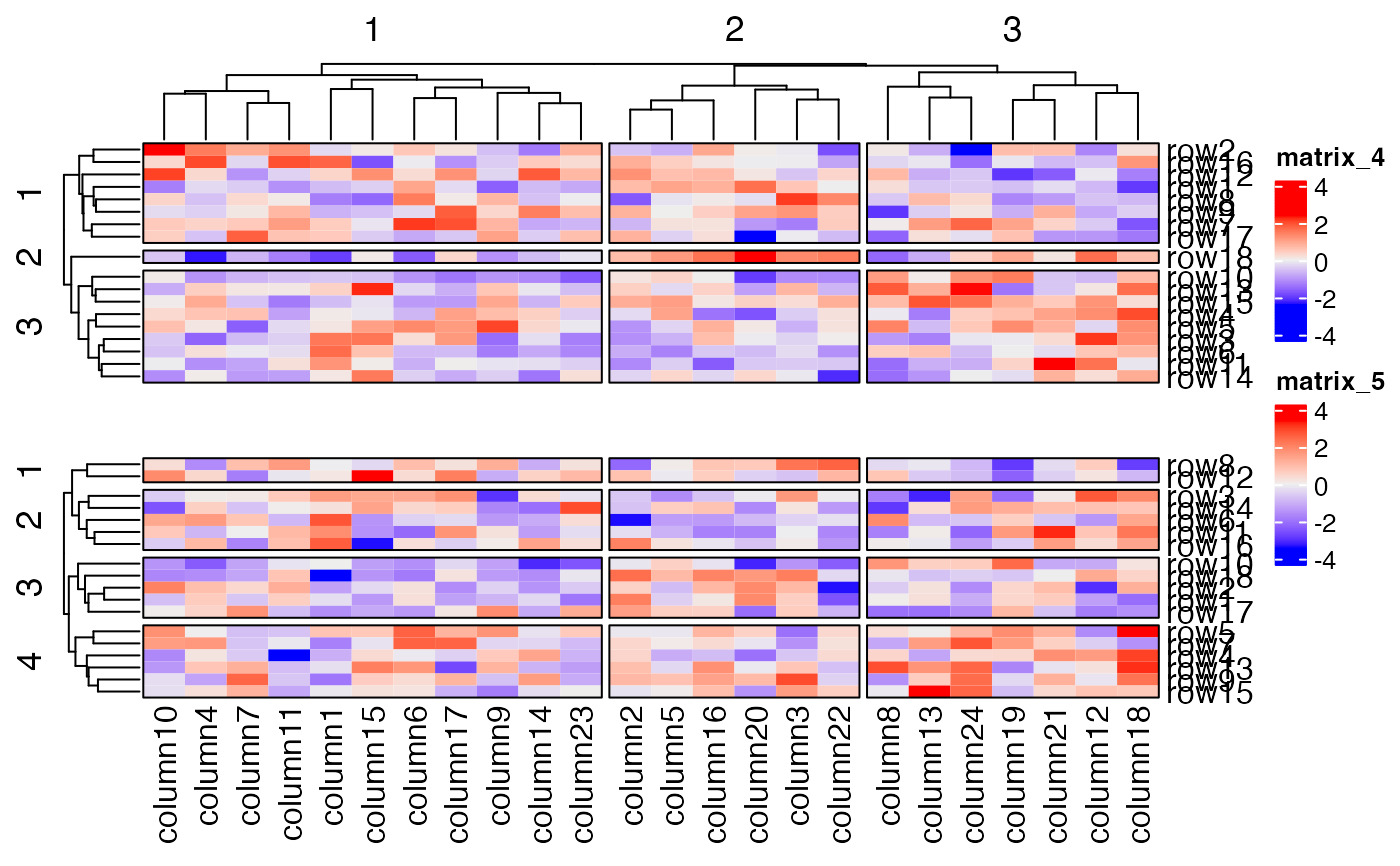 1
2
3
row2
row16
row12
row8
row9
row7
row17
row18
row10
row13
row15
row4
row5
row3
row6
row11
row14
1
2
3
matrix_4
4
2
0
-2
-4
matrix_5
4
2
0
-2
-4
1
2
3
4
row8
row12
row3
row14
row6
row11
row16
row10
row18
row2
row17
row5
row7
row4
row13
row9
row15
column10
column4
column7
column11
column1
column15
column6
column17
column9
column14
column23
column2
column5
column16
column20
column3
column22
column8
column13
column24
column19
column21
column12
column18